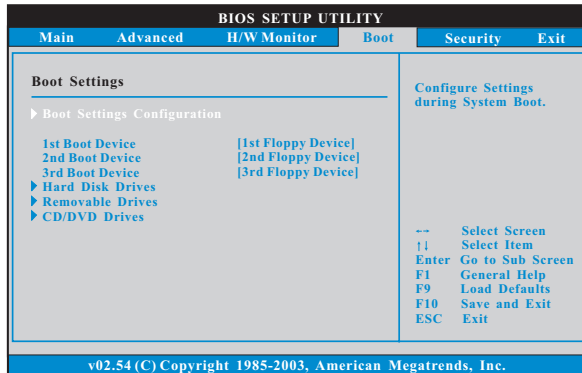 BIOS SETUP UTILITY
Main Advanced H/W Monitor Boot Security Exit
Boot Settings
Boot Settings Configuration
1st Boot Device [1st Floppy Device]
2nd Boot Device [2nd Floppy Device]
3rd Boot Device [3rd Floppy Device]
Hard Disk Drives
Removable Drives
CD/DVD Drives
Configure Settings
during System Boot.
←→ Select Screen
↑↓ Select Item
Enter Go to Sub Screen
F1 General Help
F9 Load Defaults
F10 Save and Exit
ESC Exit
v02.54 (C) Copyright 1985-2003, American Megatrends, Inc.